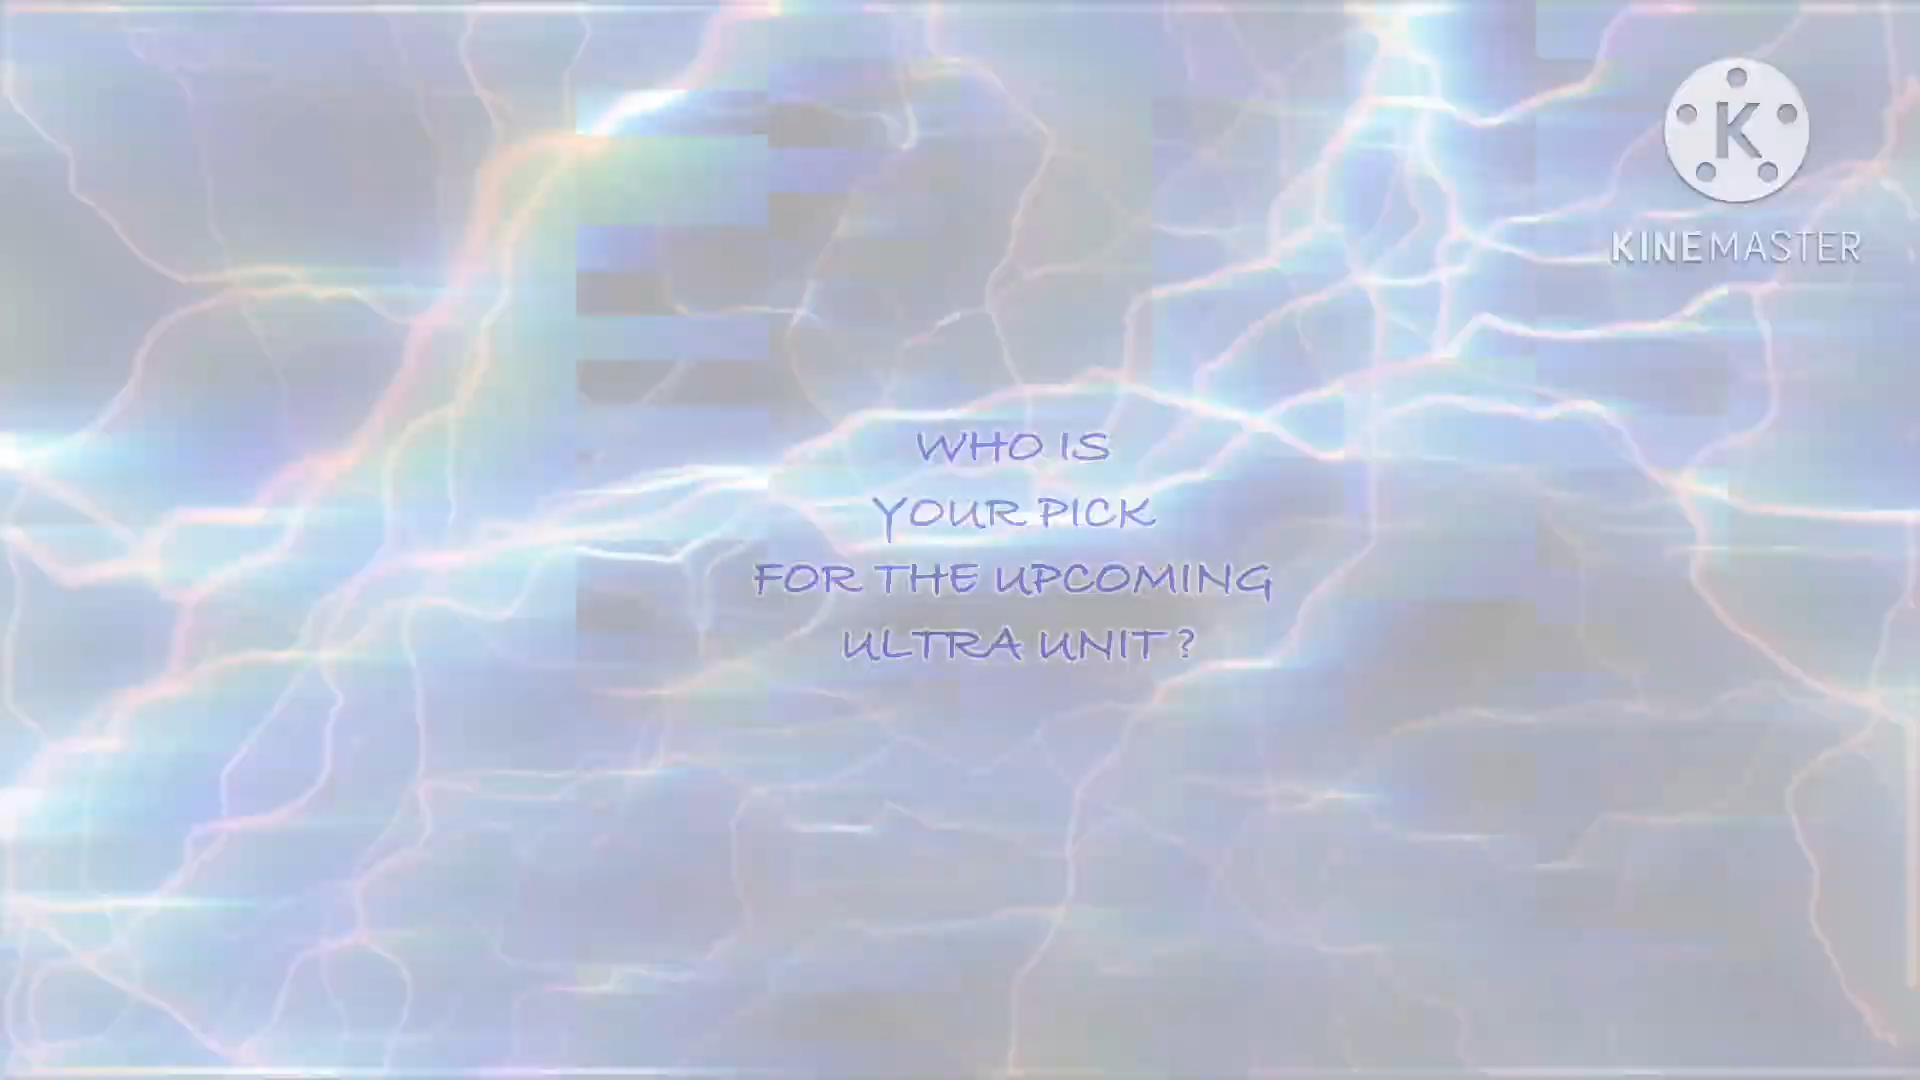 K
KINEMASTER
WHO IS
YOUR PICK
FOR THE UPCOMING
ULTRA UNIT ?